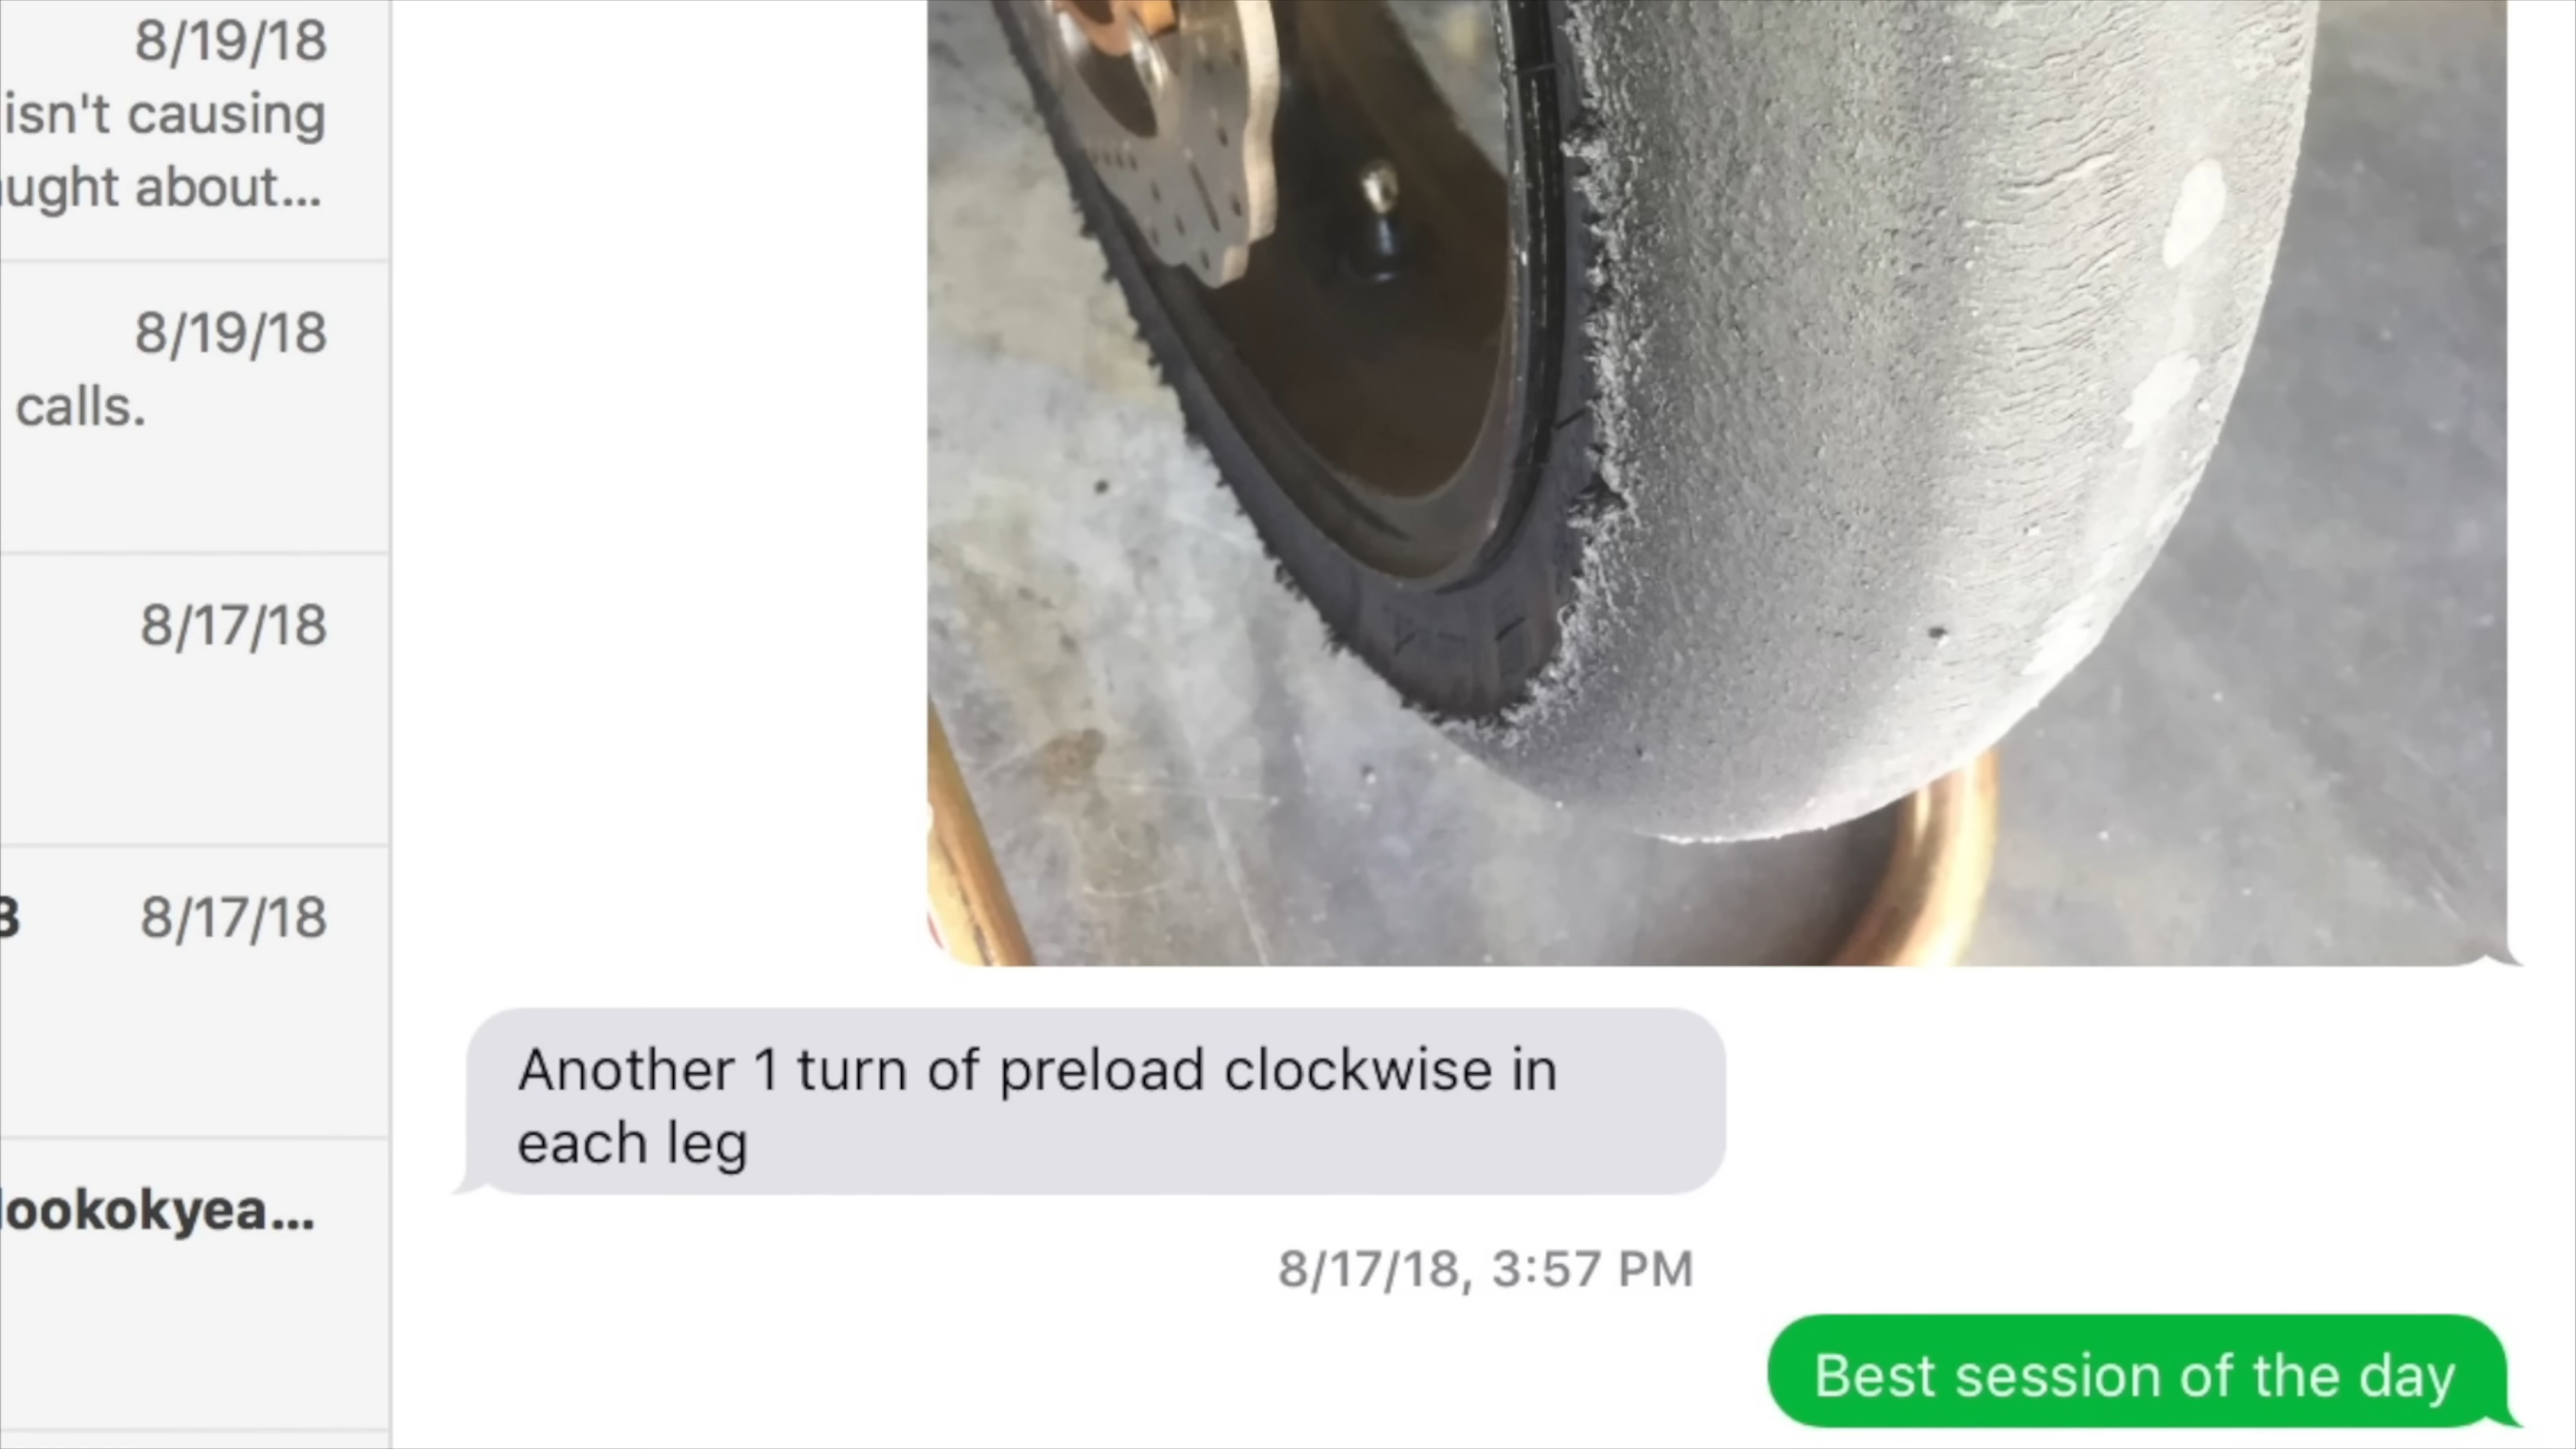 8/19/18
isn't causing
ught about...
8/19/18
calls.
8/17/18
8/17/18
lookokyea...
Another 1 turn of preload clockwise in
each leg
8/17/18, 3:57 PM
Best session of the day